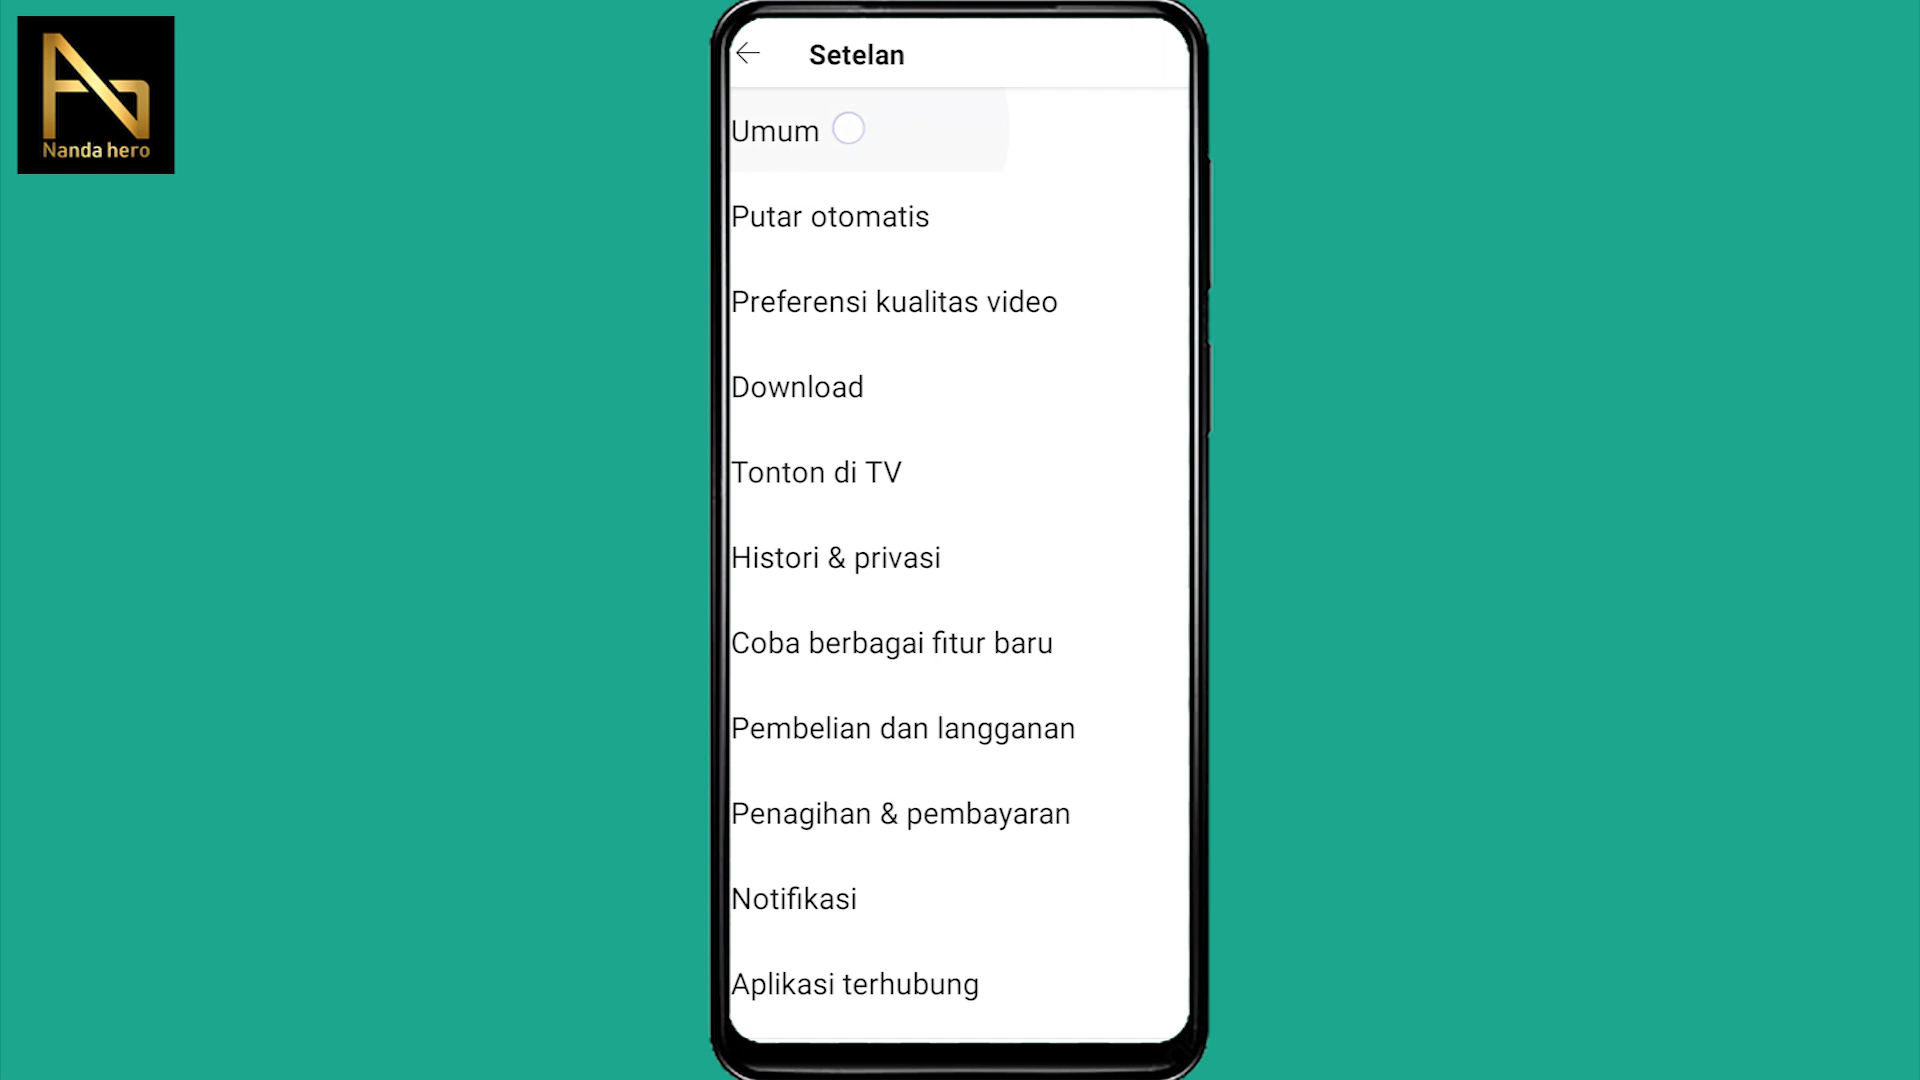 Nanda hero
Setelan
Umum
Putar otomatis
Preferensi kualitas video
Download
Tonton di TV
Histori & privasi
Coba berbagai fitur baru
Pembelian dan langganan
Penagihan & pembayaran
Notifikasi
Aplikasi terhubung